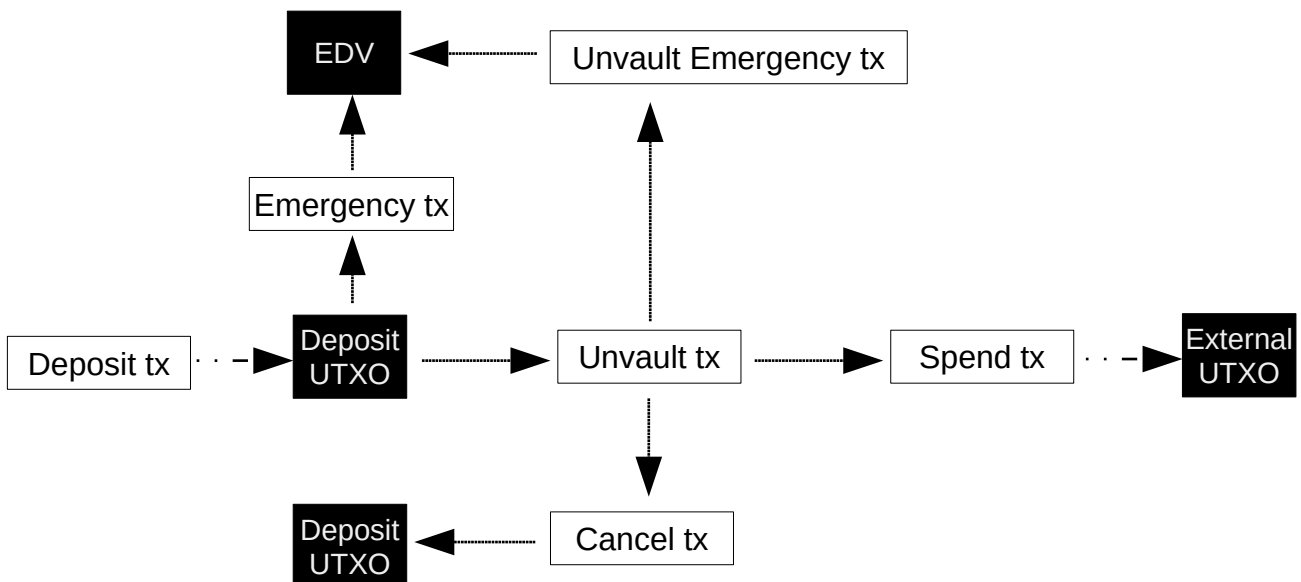 EDV
Unvault Emergency tx
Emergency tx
Deposit tx
Deposit
UTXO
Unvault tx
Spend tx
External
UTXO
Deposit
UTXO
Cancel tx